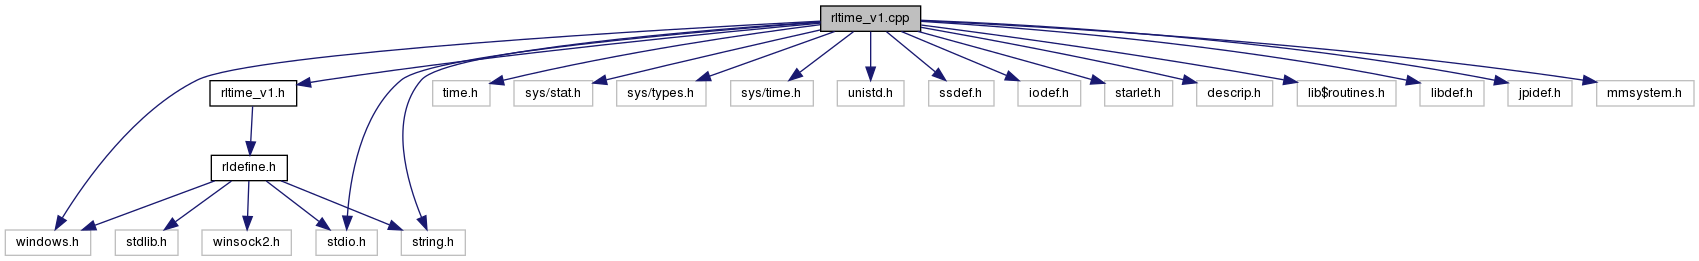 rltime_v1.cpp
rltime_v1.h
time.h
sys/stat.h
sys/types.h
sys/time.h
unistd.h
ssdef.h
iodef.h
starlet.h
descrip.h
lib$routines.h
libdef.h
jpidef.h
mmsystem.h
rldefine.h
windows.h
stdlib.h
winsock2.h
stdio.h
string.h